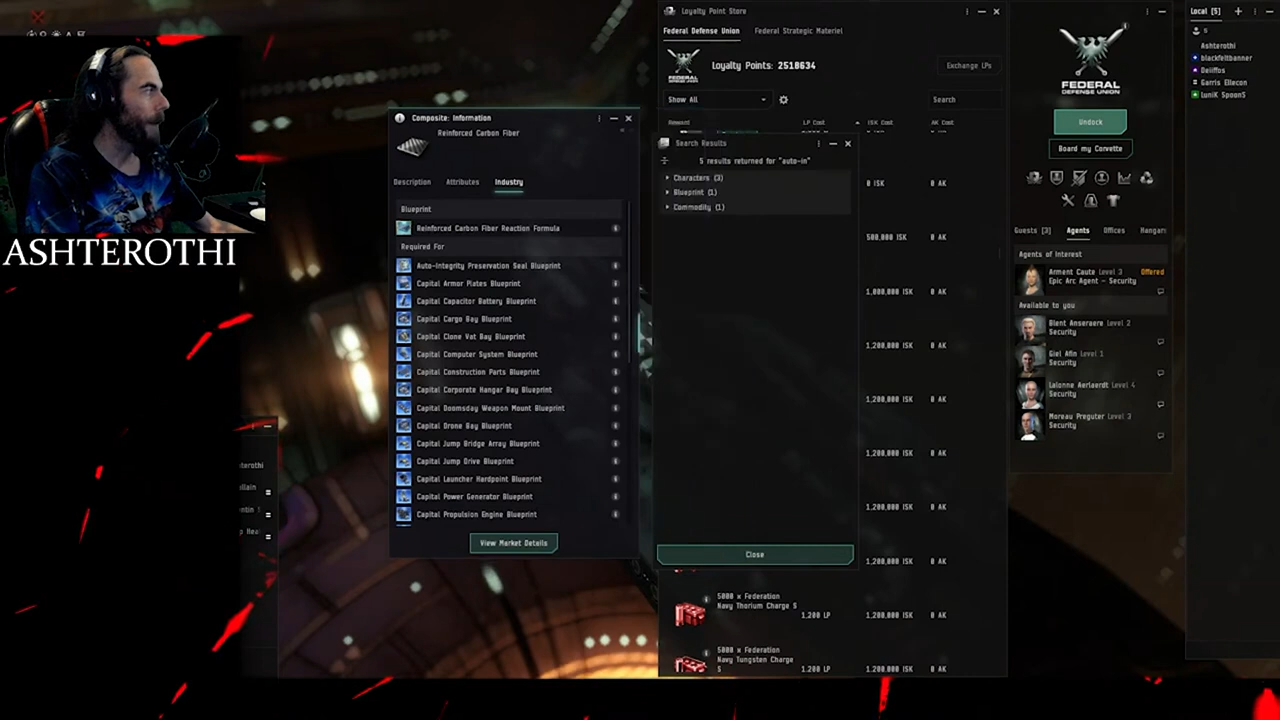 ASHTEROTHI
Composite: Information
Reinforced Carbon Fiber
Description Attributes Industry
Blueprint
Reinforced Carbon Fiber Reaction Formula
Required For
Auto-Integrity Preservation Seal Blueprint
Capital Armor Plates Blueprint
Capital Capacitor Battery Blueprint
Capital Cargo Bay Blueprint
Capital Clone Vat Bay Blueprint
Capital Computer System Blueprint
Capital Construction Parts Blueprint
Capital Corporate Hangar Bay Blueprint
Capital Doomsday Weapon Mount Blueprint
Capital Drone Bay Blueprint
Capital Jump Bridge Array Blueprint
Capital Jump Drive Blueprint
Capital Launcher Hardpoint Blueprint
Capital Power Generator Blueprint
Capital Propulsion Engine Blueprint
View Market Details
Loyalty Point Store
Federal Defense Union Federal Strategic Materiel
FEDERAL
Loyalty Points: 2518634
Exchange LPs
Show All
Search
Reward LP Cost ISK Cost AK Cost
Search Results
5 results returned for "auto-in"
Characters (3)
Blueprint (1)
Commodity (1)
Close
0 ISK 0 AK
500,000 ISK 0 AK
1,000,000 ISK 0 AK
1,200,000 ISK 0 AK
1,200,000 ISK 0 AK
1,200,000 ISK 0 AK
1,200,000 ISK 0 AK
1,200,000 ISK 0 AK
5000 x Federation
Navy Thorium Charge S
1,200 LP 1,200,000 ISK 0 AK
5000 x Federation
Navy Tungsten Charge
S
1,200 LP 1,200,000 ISK 0 AK
FEDERAL
DEFENSE UNION
Undock
Board my Corvette
Guests [3] Agents Offices Hangars
Agents of Interest
Arment Caute Level 3 Offered
Epic Arc Agent - Security
Available to you
Blent Anseraere Level 2
Security
Giel Afin Level 1
Security
Lalanne Aerlaerdt Level 4
Security
Moreau Preguter Level 3
Security
Local [5]
5
Ashterothi
blackfeltbanner
Deiiffos
Garris Ellecon
LuniK SpoonS
terothi